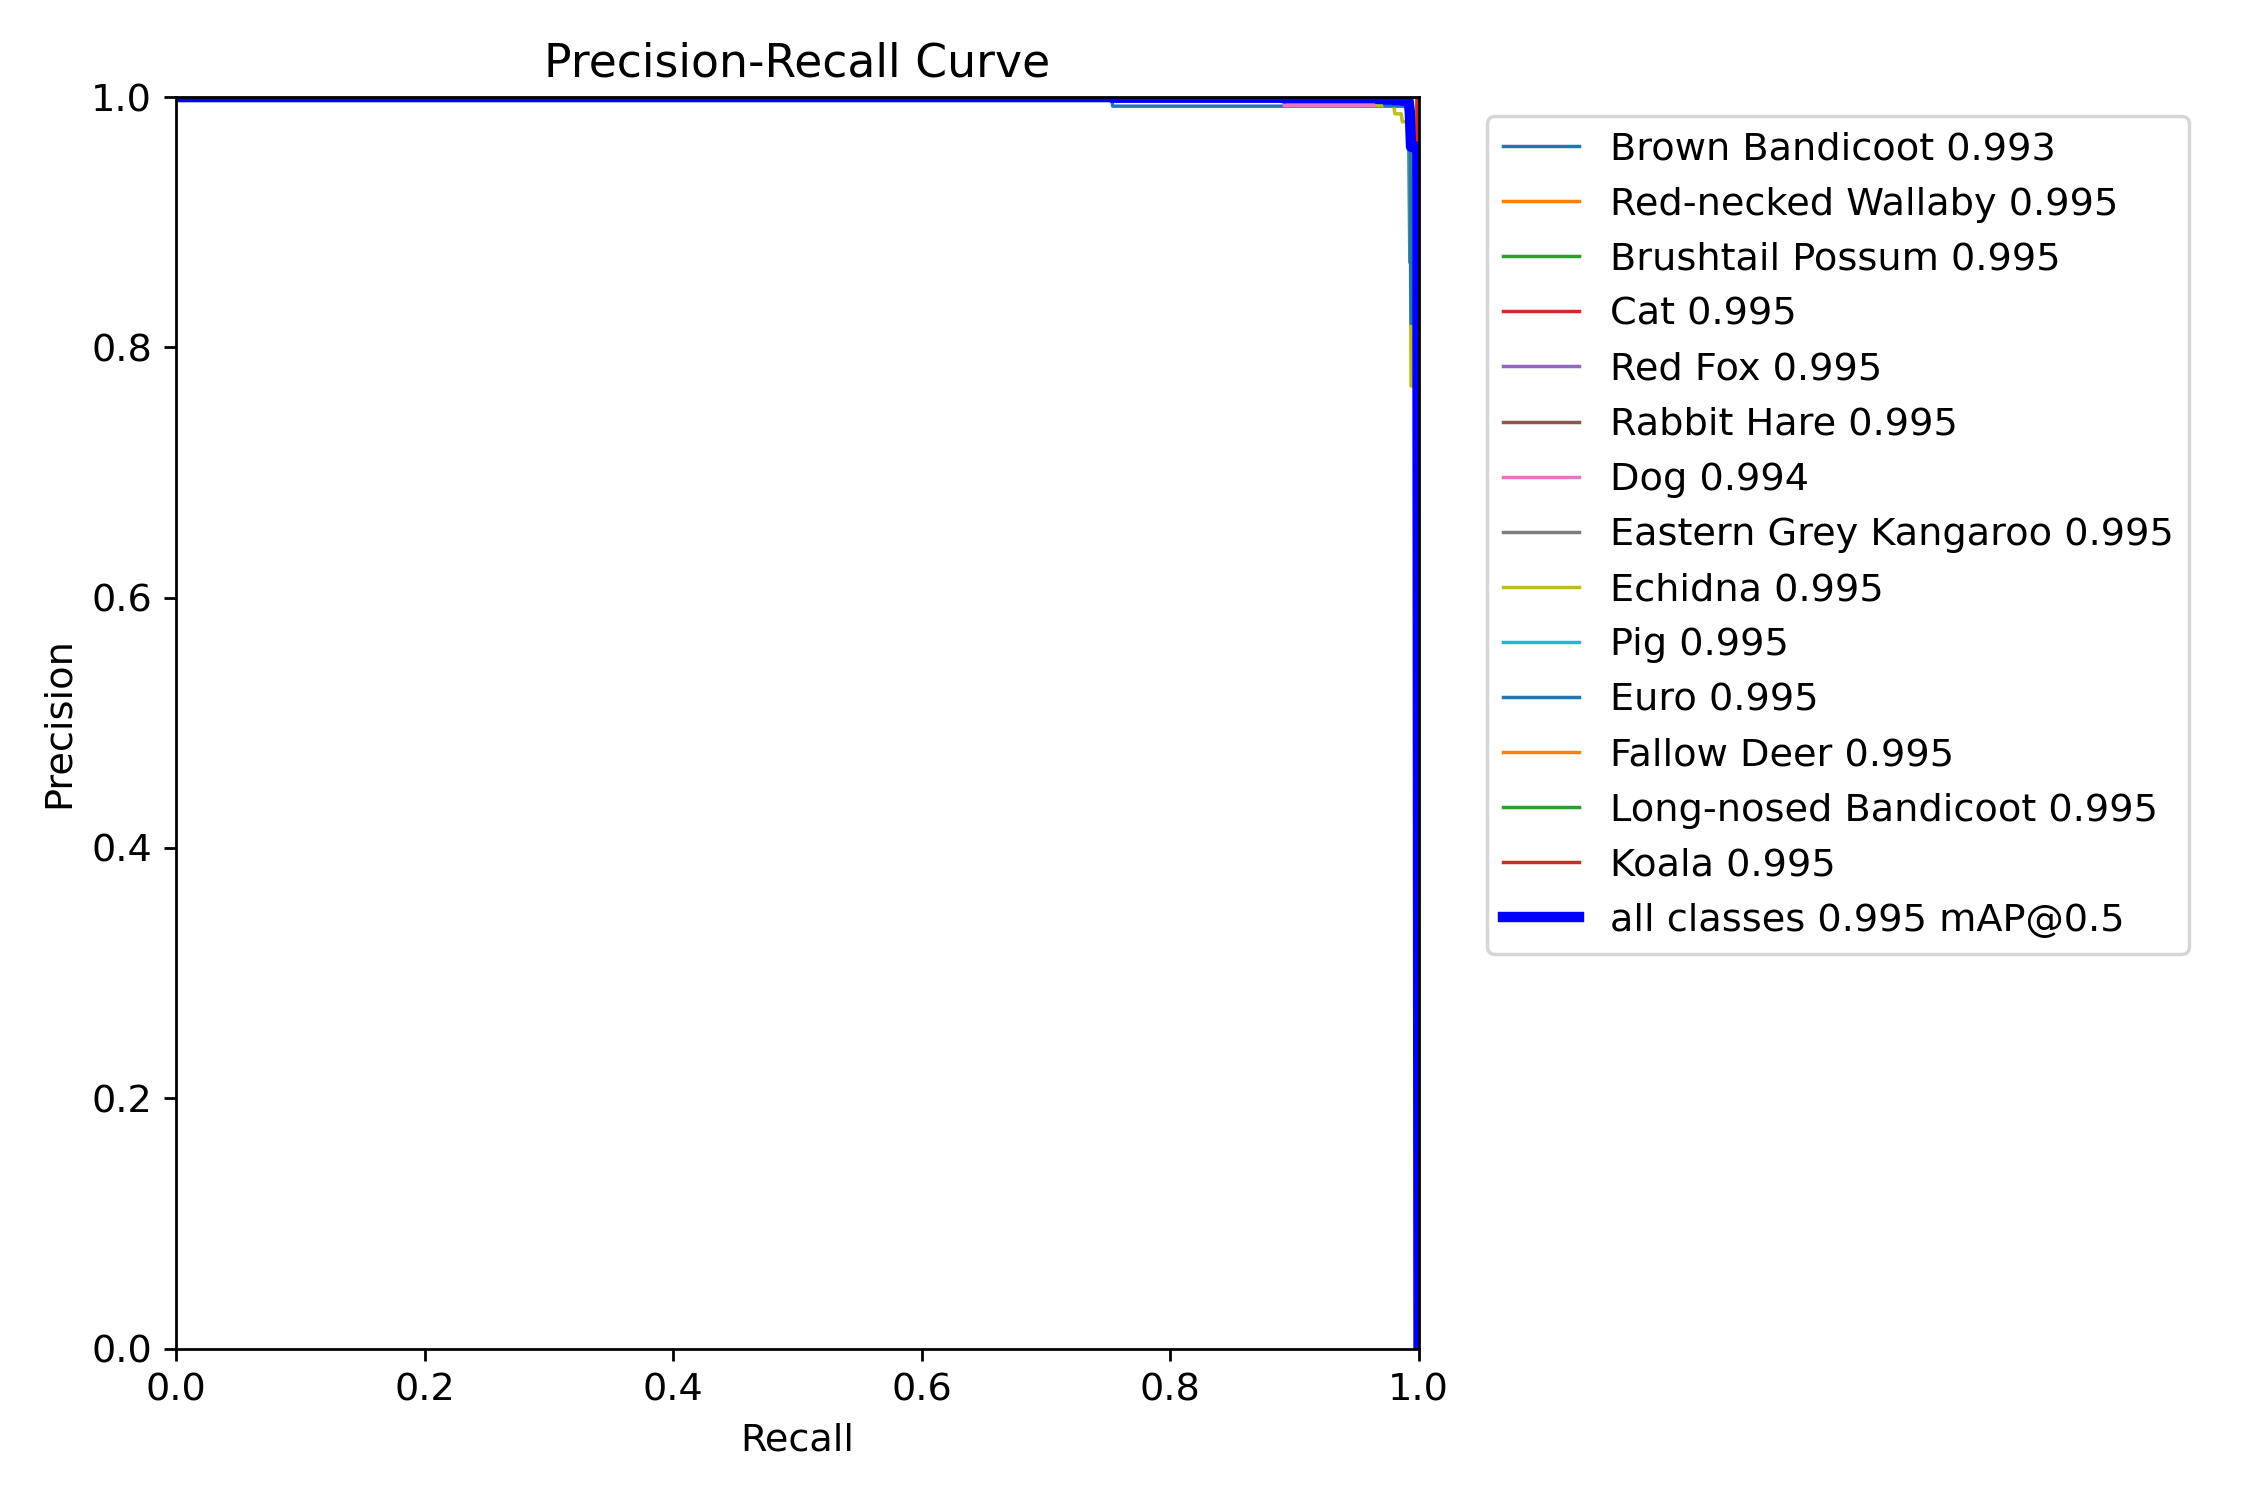 Precision-Recall Curve
1.0
0.8
0.6
0.4
0.2
0.0
Precision
0.0 0.2 0.4 0.6 0.8 1.0
Recall
Brown Bandicoot 0.993
Red-necked Wallaby 0.995
Brushtail Possum 0.995
Cat 0.995
Red Fox 0.995
Rabbit Hare 0.995
Dog 0.994
Eastern Grey Kangaroo 0.995
Echidna 0.995
Pig 0.995
Euro 0.995
Fallow Deer 0.995
Long-nosed Bandicoot 0.995
Koala 0.995
all classes 0.995 mAP@0.5